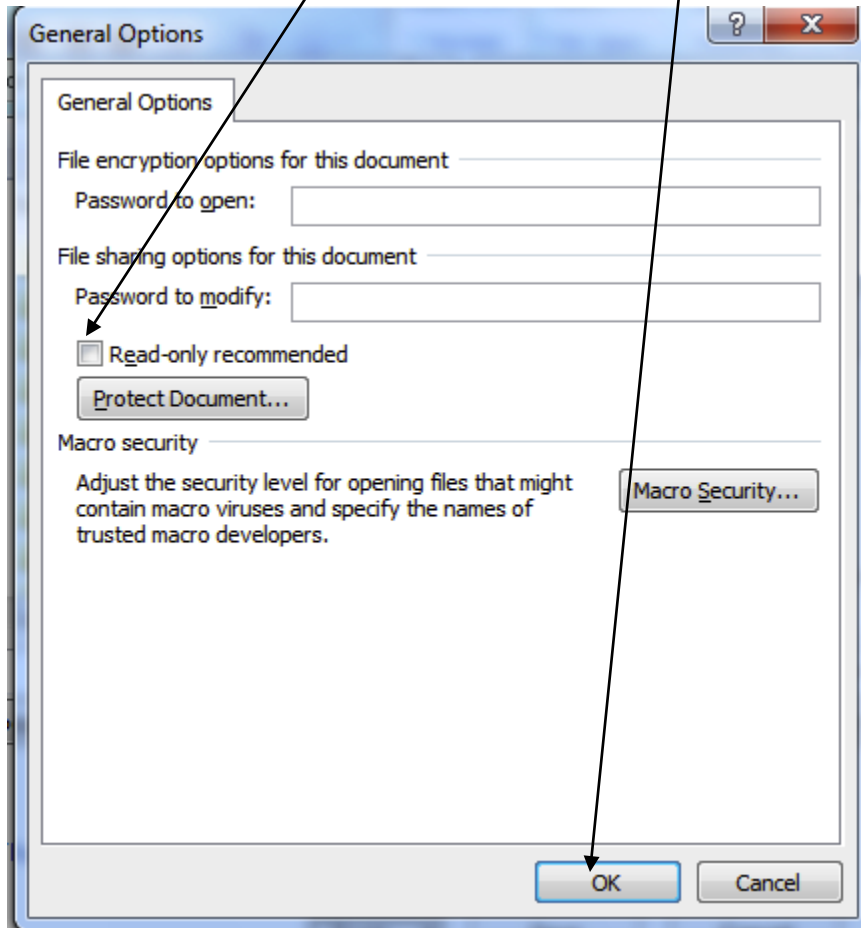 General Options
General Options
File encryption options for this document
Password to open:
File sharing options for this document
Password to modify:
Read-only recommended
Protect Document...
Macro security
Adjust the security level for opening files that might
contain macro viruses and specify the names of
trusted macro developers.
Macro Security...
OK
Cancel